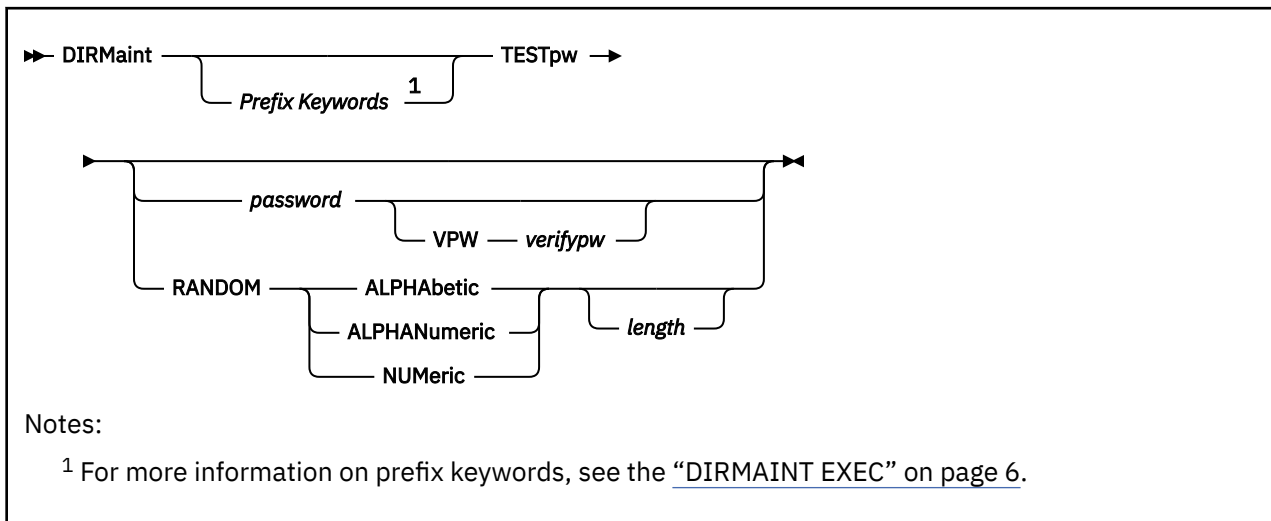 DIRMaint TESTpw
Prefix Keywords 1
password
VPW verifypw
RANDOM ALPHAbetic
length
ALPHANumeric
NUMeric
Notes:
1 For more information on prefix keywords, see the “DIRMAINT EXEC” on page 6.